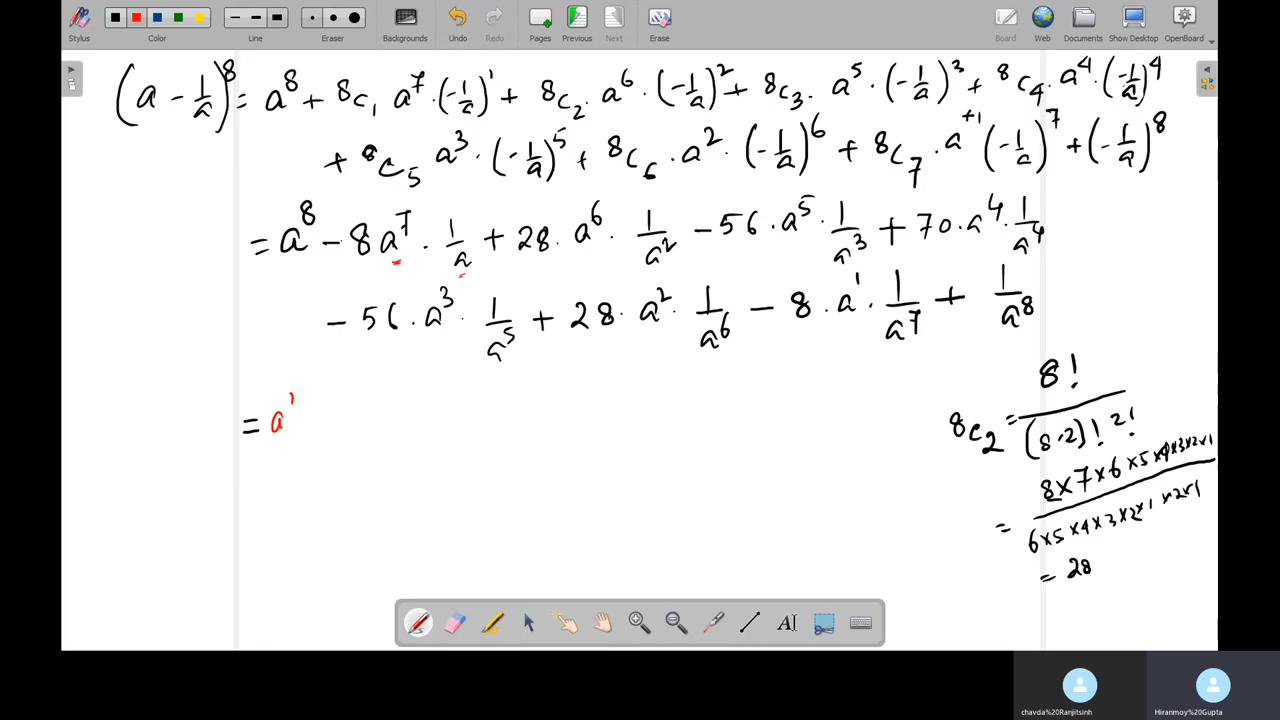 Stylus Color Line Eraser Backgrounds Undo Redo Pages Previous Next Erase Board Web Documents Show Desktop OpenBoard
(a - 1/a)^8 = a^8 + 8c₁ a^7 · (-1/a)^1 + 8c₂ · a^6 · (-1/a)^2 + 8c₃ · a^5 · (-1/a)^3 + 8c₄ · a^4 · (-1/a)^4
+ 8c₅ a^3 · (-1/a)^5 + 8c₆ · a^2 · (-1/a)^6 + 8c₇ · a^+1 (-1/a)^7 + (-1/a)^8
= a^8 - 8a^7 · 1/a + 28 · a^6 · 1/a^2 - 56 · a^5 · 1/a^3 + 70 · a^4 · 1/a^4
- 56 · a^3 · 1/a^5 + 28 · a^2 · 1/a^6 - 8 · a^1 · 1/a^7 + 1/a^8
= a^1
8c₂ = 8! / (8-2)! 2!
= 8×7×6×5×4×3×2×1 / 6×5×4×3×2×1×2×1
= 28
chavda%20Ranjitsinh
Hiranmoy%20Gupta